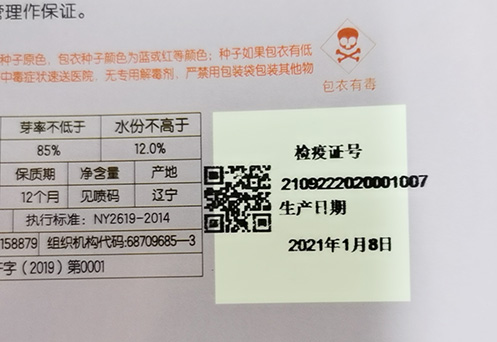 管理作保证。
种子原色，包衣种子颜色为蓝或红等颜色；种子如果包衣有低
中毒症状速送医院，无专用解毒剂，严禁用包装袋包装其他物
包衣有毒
芽率不低于 水份不高于
85% 12.0%
保质期 净含量 产地
12个月 见喷码 辽宁
执行标准：NY2619-2014
158879 组织机构代码:68709685—3
字（2019）第0001
检疫证号
2109222020001007
生产日期
2021年1月8日